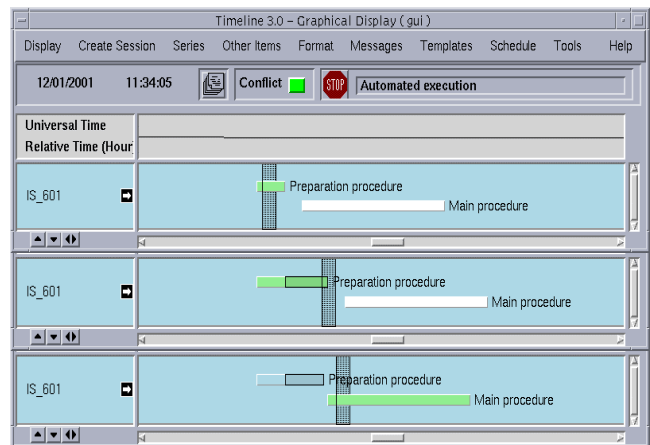 Timeline 3.0 – Graphical Display ( gui )
Display Create Session Series Other Items Format Messages Templates Schedule Tools Help
12/01/2001 11:34:05 Conflict STOP Automated execution
Universal Time
Relative Time (Hour)
IS_601 Preparation procedure
Main procedure
IS_601 Preparation procedure
Main procedure
IS_601 Preparation procedure
Main procedure